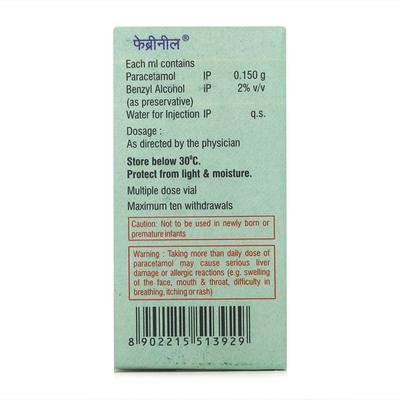 फेब्रीनील®
Each ml contains
Paracetamol IP 0.150 g
Benzyl Alcohol iP 2% v/v
(as preservative)
Water for Injection IP q.s.
Dosage :
As directed by the physician
Store below 30°C.
Protect from light & moisture.
Multiple dose vial
Maximum ten withdrawals
Caution: Not to be used in newly born or
premature infants
Warning : Taking more than daily dose of
paracetamol may cause serious liver
damage or allergic reactions (e.g. swelling
of the face, mouth & throat, difficulty in
breathing, itching or rash)
8 902215 513929